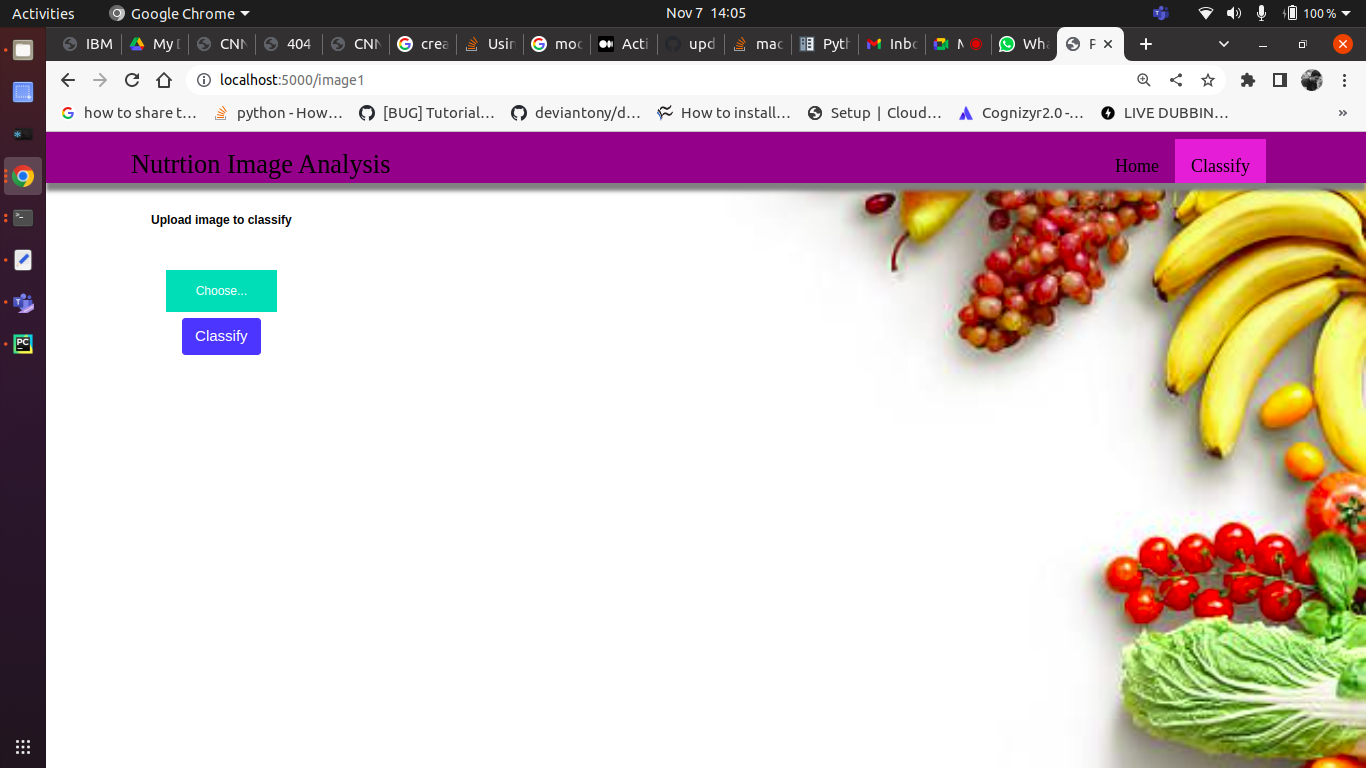 Activities Google Chrome Nov 7 14:05 100 %
IBM My D CNN 404 CNN crea Usin moc Acti upd mac Pyth Inbo Wha P
localhost:5000/image1
how to share t... python - How... [BUG] Tutorial... deviantony/d... How to install... Setup | Cloud... Cognizyr2.0 -... LIVE DUBBIN... »
Nutrtion Image Analysis Home Classify
Upload image to classify
Choose...
Classify